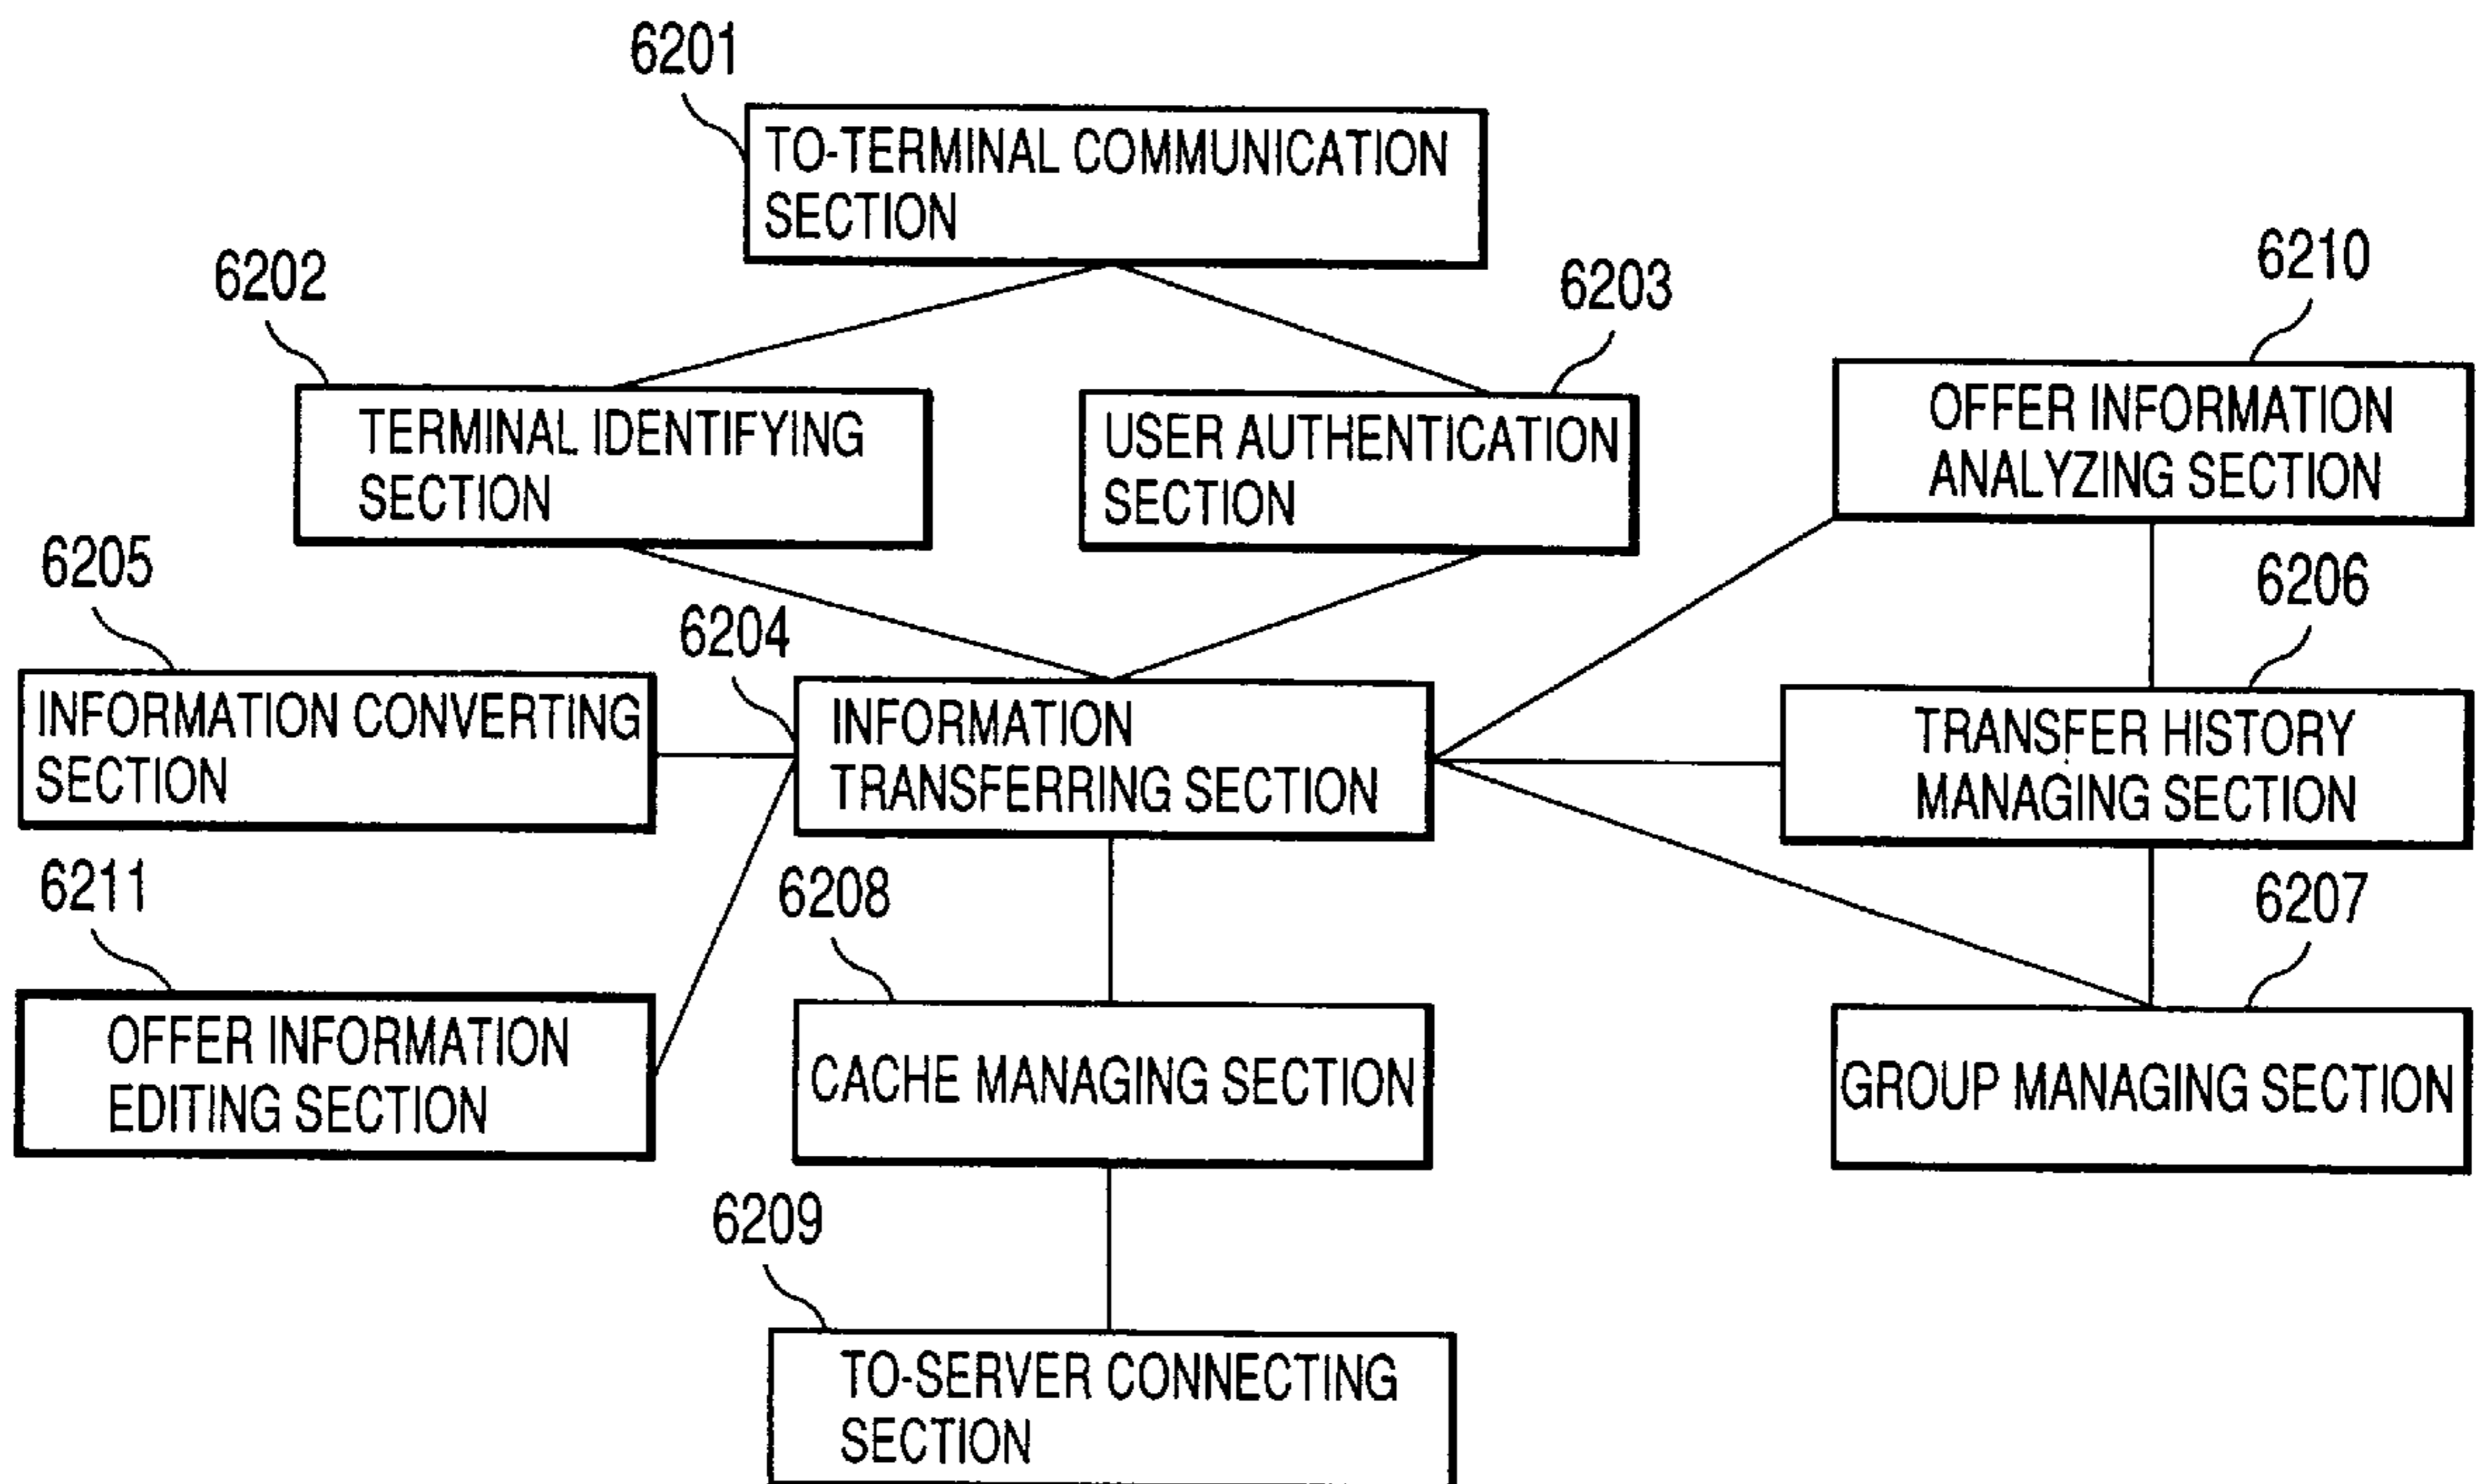 6201
TO-TERMINAL COMMUNICATION
SECTION
6202
TERMINAL IDENTIFYING
SECTION
6203
USER AUTHENTICATION
SECTION
6210
OFFER INFORMATION
ANALYZING SECTION
6205
INFORMATION CONVERTING
SECTION
6204
INFORMATION
TRANSFERRING SECTION
6206
TRANSFER HISTORY
MANAGING SECTION
6211
OFFER INFORMATION
EDITING SECTION
6208
CACHE MANAGING SECTION
6207
GROUP MANAGING SECTION
6209
TO-SERVER CONNECTING
SECTION